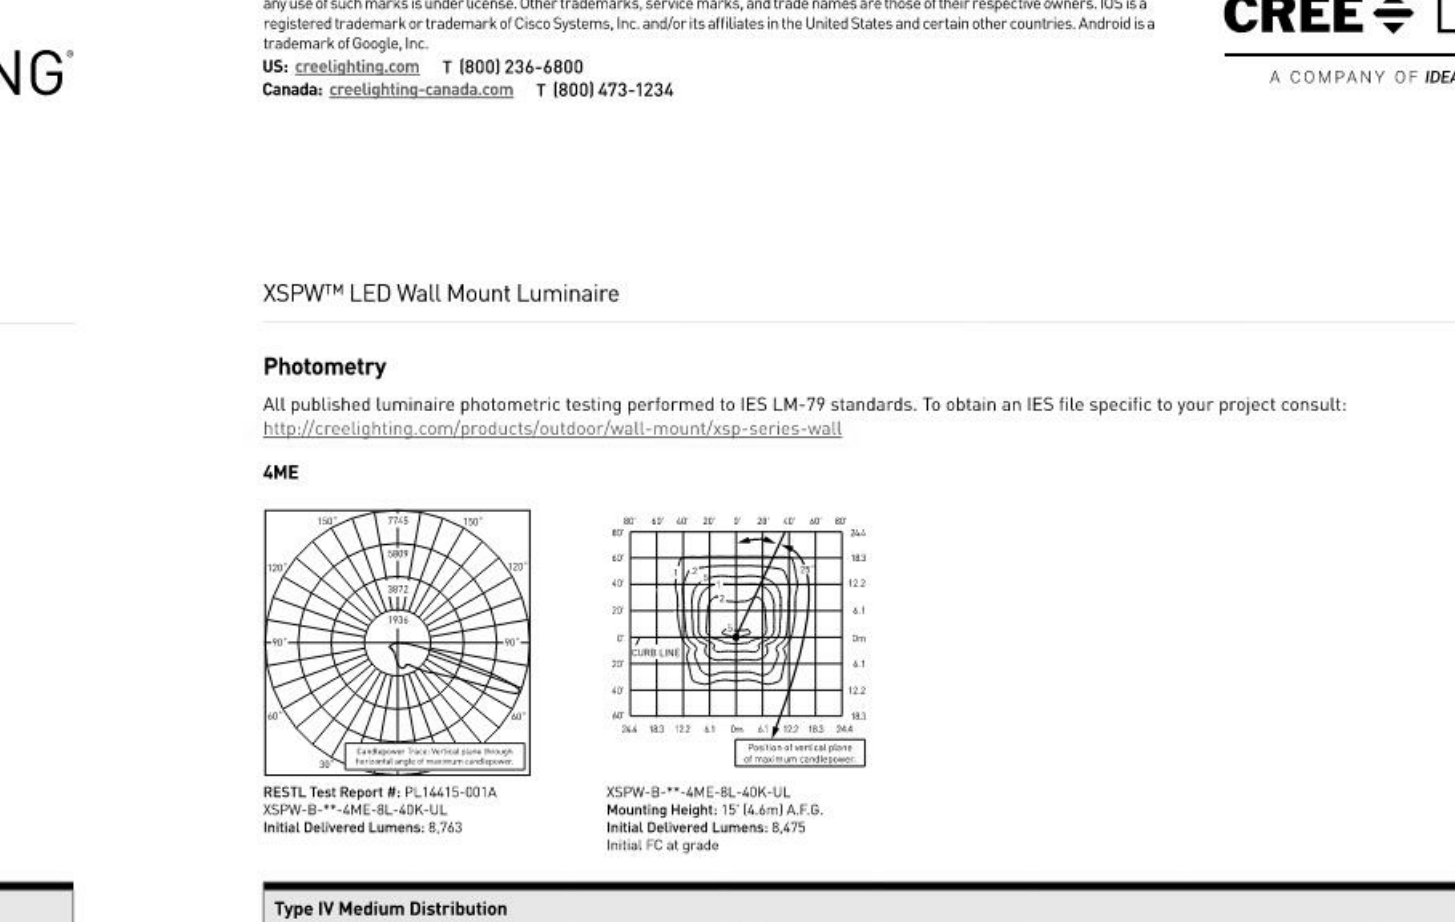 any use of such marks is under license. Other trademarks, service marks, and trade names are those of their respective owners. IOS is a
registered trademark or trademark of Cisco Systems, Inc. and/or its affiliates in the United States and certain other countries. Android is a
trademark of Google, Inc.
US: creelighting.com T (800) 236-6800
Canada: creelighting-canada.com T (800) 473-1234
NG®
CREE
A COMPANY OF IDEA
XSPW™ LED Wall Mount Luminaire
Photometry
All published luminaire photometric testing performed to IES LM-79 standards. To obtain an IES file specific to your project consult:
http://creelighting.com/products/outdoor/wall-mount/xsp-series-wall
4ME
150° 7745 150°
5809
120° 120°
3872
1936
90° 90°
60° 60°
30°
Candlepower Trace: Vertical plane through
horizontal angle of maximum candlepower.
80' 60' 40' 20' 0' 20' 40' 60' 80'
80' 24.4
60' 18.3
40' 12.2
20' 6.1
0' 0m
CURB LINE
20' 6.1
40' 12.2
60' 18.3
24.4 18.3 12.2 6.1 0m 6.1 12.2 18.3 24.4
Position of vertical plane
of maximum candlepower.
RESTL Test Report #: PL14415-001A
XSPW-B-**-4ME-8L-40K-UL
Initial Delivered Lumens: 8,763
XSPW-B-**-4ME-8L-40K-UL
Mounting Height: 15' (4.6m) A.F.G.
Initial Delivered Lumens: 8,475
Initial FC at grade
Type IV Medium Distribution